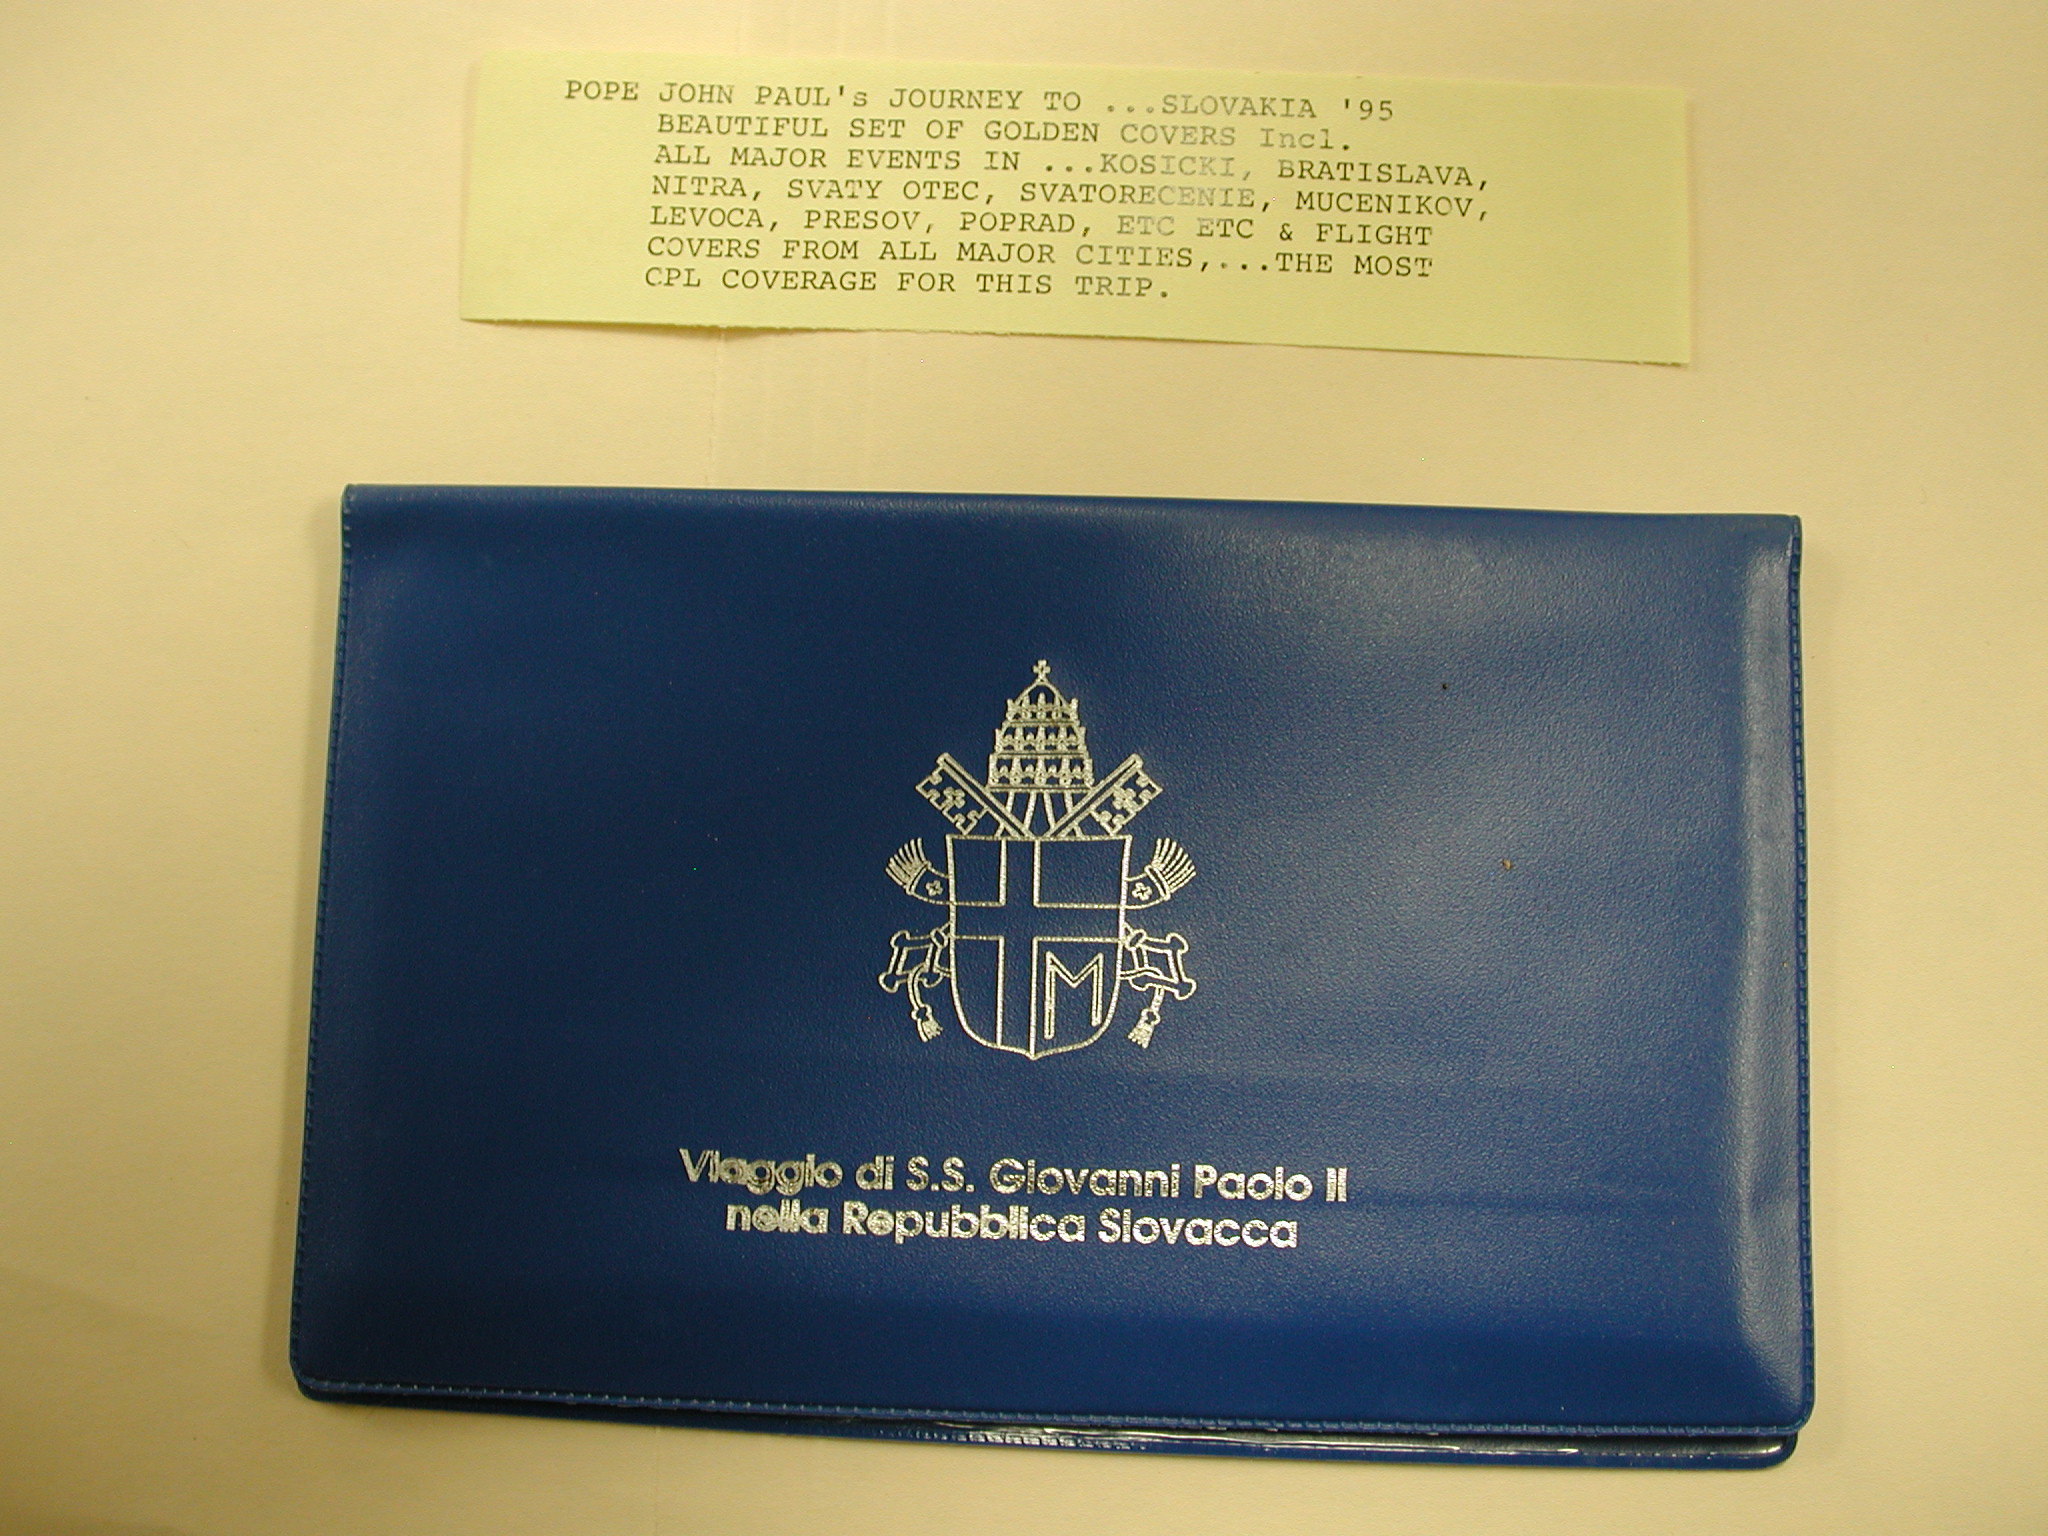 POPE JOHN PAUL's JOURNEY TO ...SLOVAKIA '95
BEAUTIFUL SET OF GOLDEN COVERS Incl.
ALL MAJOR EVENTS IN ...KOSICKI, BRATISLAVA,
NITRA, SVATY OTEC, SVATORECENIE, MUCENIKOV,
LEVOCA, PRESOV, POPRAD, ETC ETC & FLIGHT
COVERS FROM ALL MAJOR CITIES,...THE MOST
CPL COVERAGE FOR THIS TRIP.
M
Viaggio di S.S. Giovanni Paolo II
nella Repubblica Slovacca